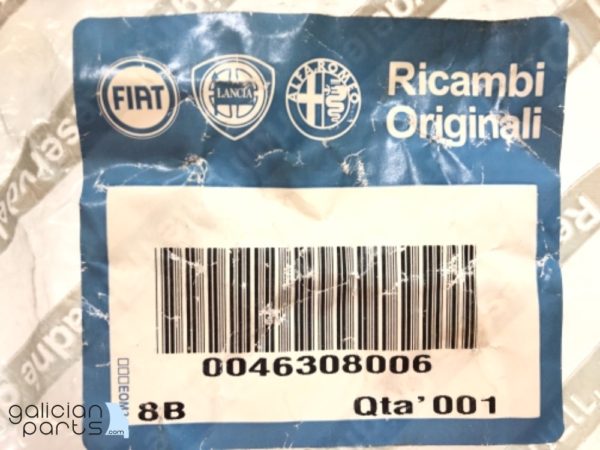 FIAT
LANCIA
ALFA ROMEO
Ricambi
Originali
0046308006
8B
Qta' 001
galician
parts.com